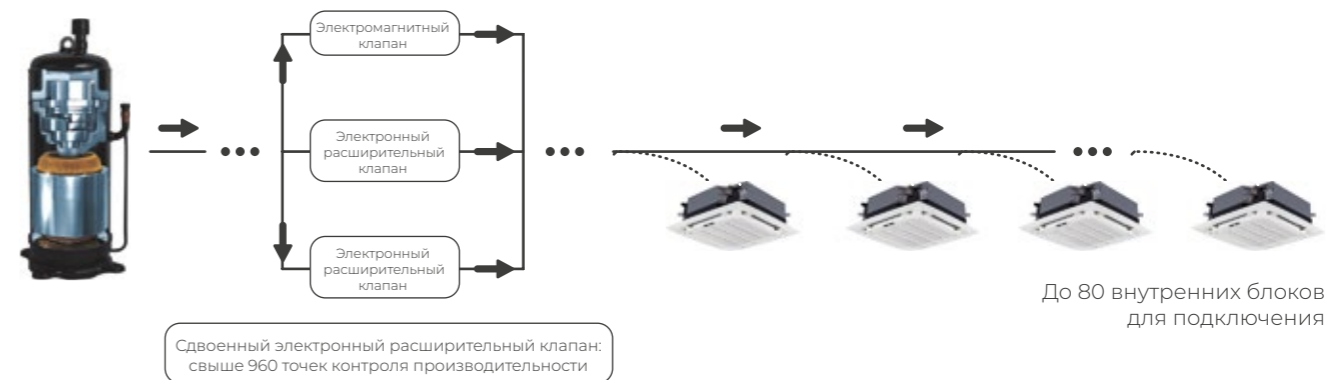 Электромагнитный
клапан
Электронный
расширительный
клапан
Электронный
расширительный
клапан
Сдвоенный электронный расширительный клапан:
свыше 960 точек контроля производительности
До 80 внутренних блоков
для подключения